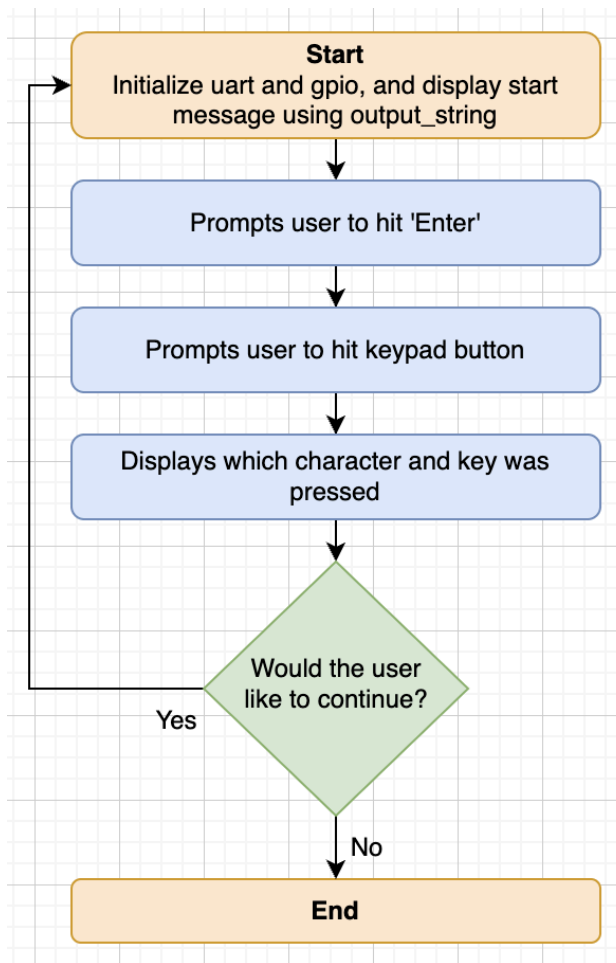 Start
Initialize uart and gpio, and display start
message using output_string
Prompts user to hit 'Enter'
Prompts user to hit keypad button
Displays which character and key was
pressed
Would the user
like to continue?
Yes
No
End